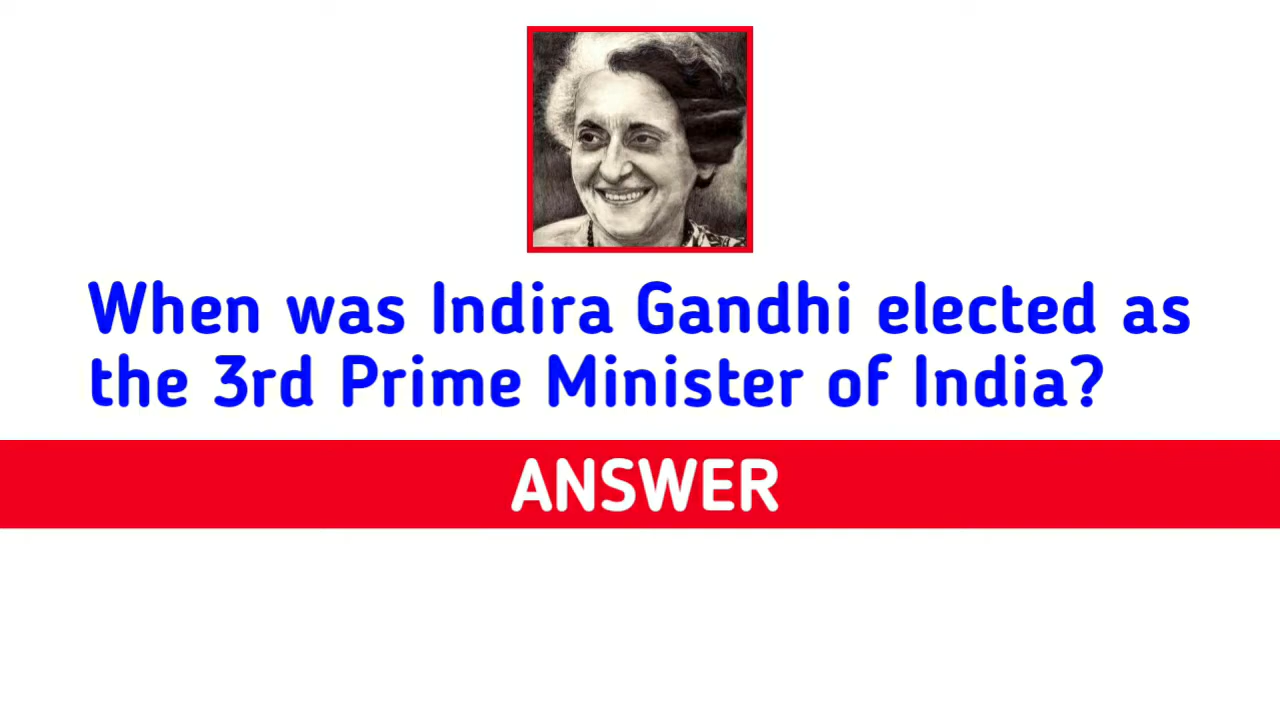 When was Indira Gandhi elected as
the 3rd Prime Minister of India?
ANSWER